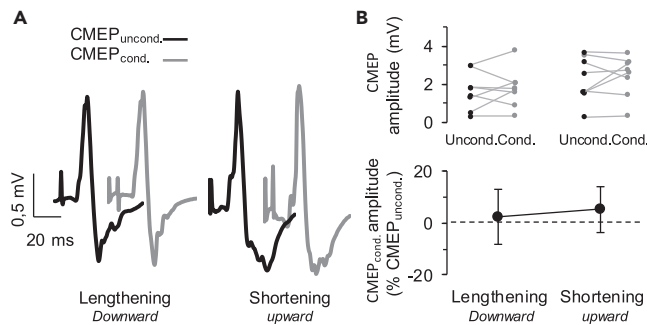 A
CMEPuncond.
CMEPcond.
0,5 mV
20 ms
Lengthening
Downward
Shortening
upward
B
CMEP
amplitude (mV)
4
2
0
Uncond.Cond.
Uncond.Cond.
CMEPcond. amplitude
(% CMEPuncond.)
20
10
0
-20
Lengthening
Downward
Shortening
upward